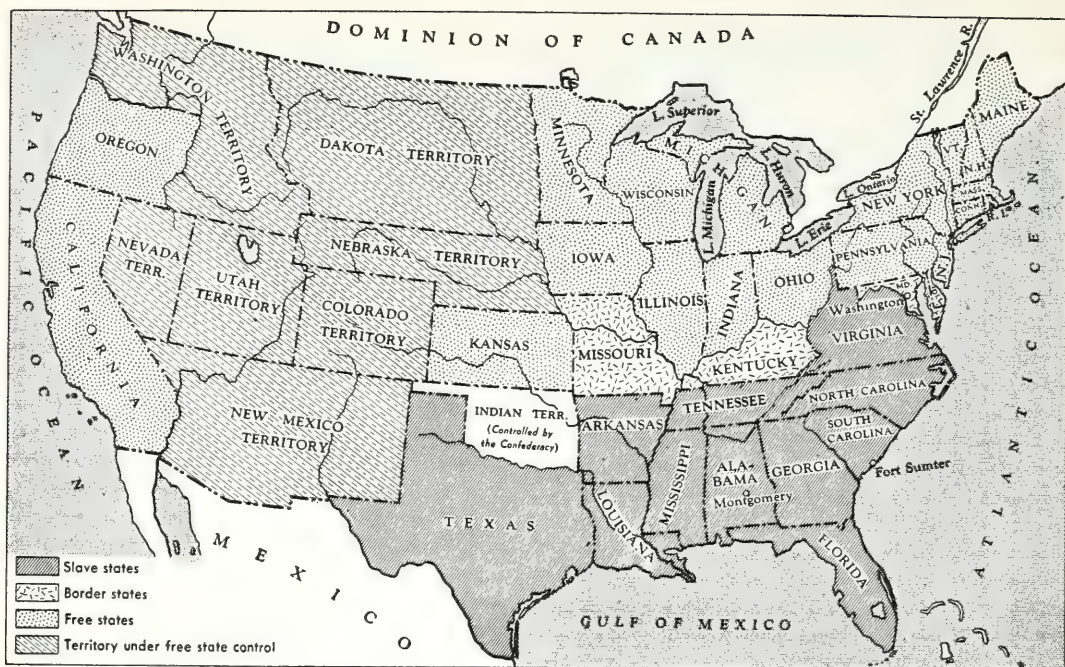 DOMINION OF CANADA
PACIFIC OCEAN
WASHINGTON
TERRITORY
OREGON
CALIFORNIA
NEVADA
TERR.
UTAH
TERRITORY
DAKOTA TERRITORY
NEBRASKA
TERRITORY
COLORADO
TERRITORY
KANSAS
NEW MEXICO
TERRITORY
INDIAN TERR.
(Controlled by
the Confederacy)
TEXAS
MINNESOTA
WISCONSIN
MICHIGAN
IOWA
ILLINOIS
INDIANA
OHIO
MISSOURI
KENTUCKY
TENNESSEE
ARKANSAS
LOUISIANA
MISSISSIPPI
ALA-
BAMA
Montgomery
GEORGIA
FLORIDA
SOUTH
CAROLINA
NORTH CAROLINA
VIRGINIA
Washington
MD
PENNSYLVANIA
N.J.
NEW YORK
VT.
N.H.
MAINE
MASS.
CONN.
R.I.
L. Superior
L. Michigan
L. Huron
L. Erie
L. Ontario
St. Lawrence R.
Fort Sumter
ATLANTIC OCEAN
GULF OF MEXICO
MEXICO
Slave states
Border states
Free states
Territory under free state control